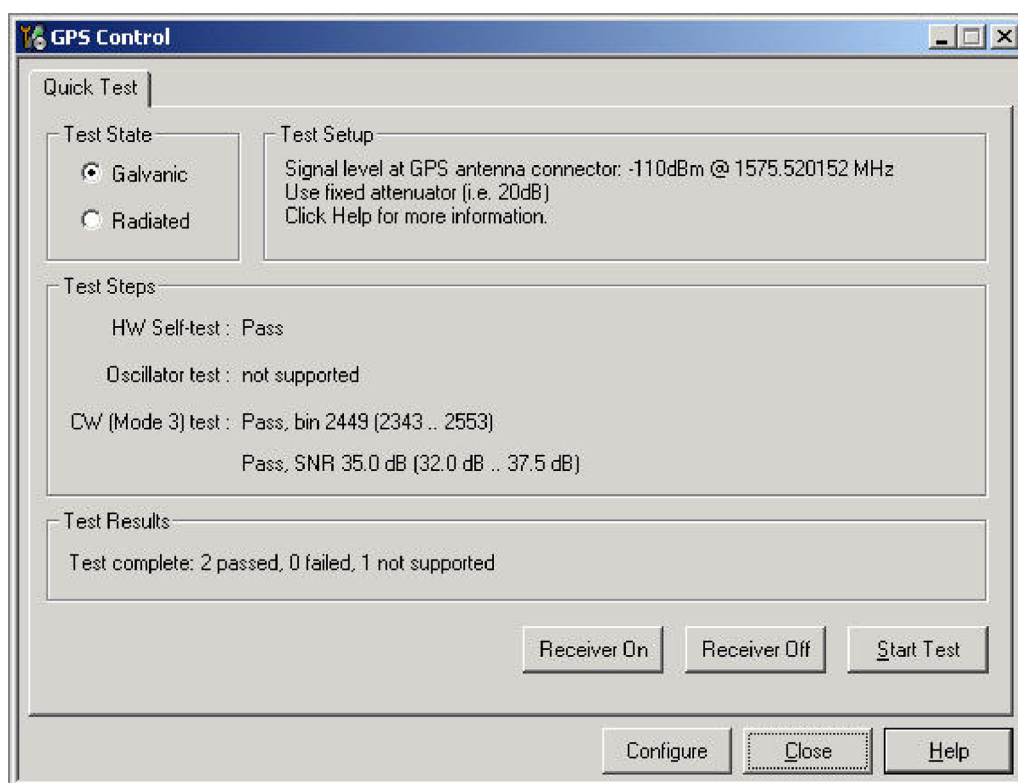 GPS Control
Quick Test
Test State
Galvanic
Radiated
Test Setup
Signal level at GPS antenna connector: -110dBm @ 1575.520152 MHz
Use fixed attenuator (i.e. 20dB)
Click Help for more information.
Test Steps
HW Self-test : Pass
Oscillator test : not supported
CW (Mode 3) test : Pass, bin 2449 (2343 .. 2553)
Pass, SNR 35.0 dB (32.0 dB .. 37.5 dB)
Test Results
Test complete: 2 passed, 0 failed, 1 not supported
Receiver On
Receiver Off
Start Test
Configure
Close
Help